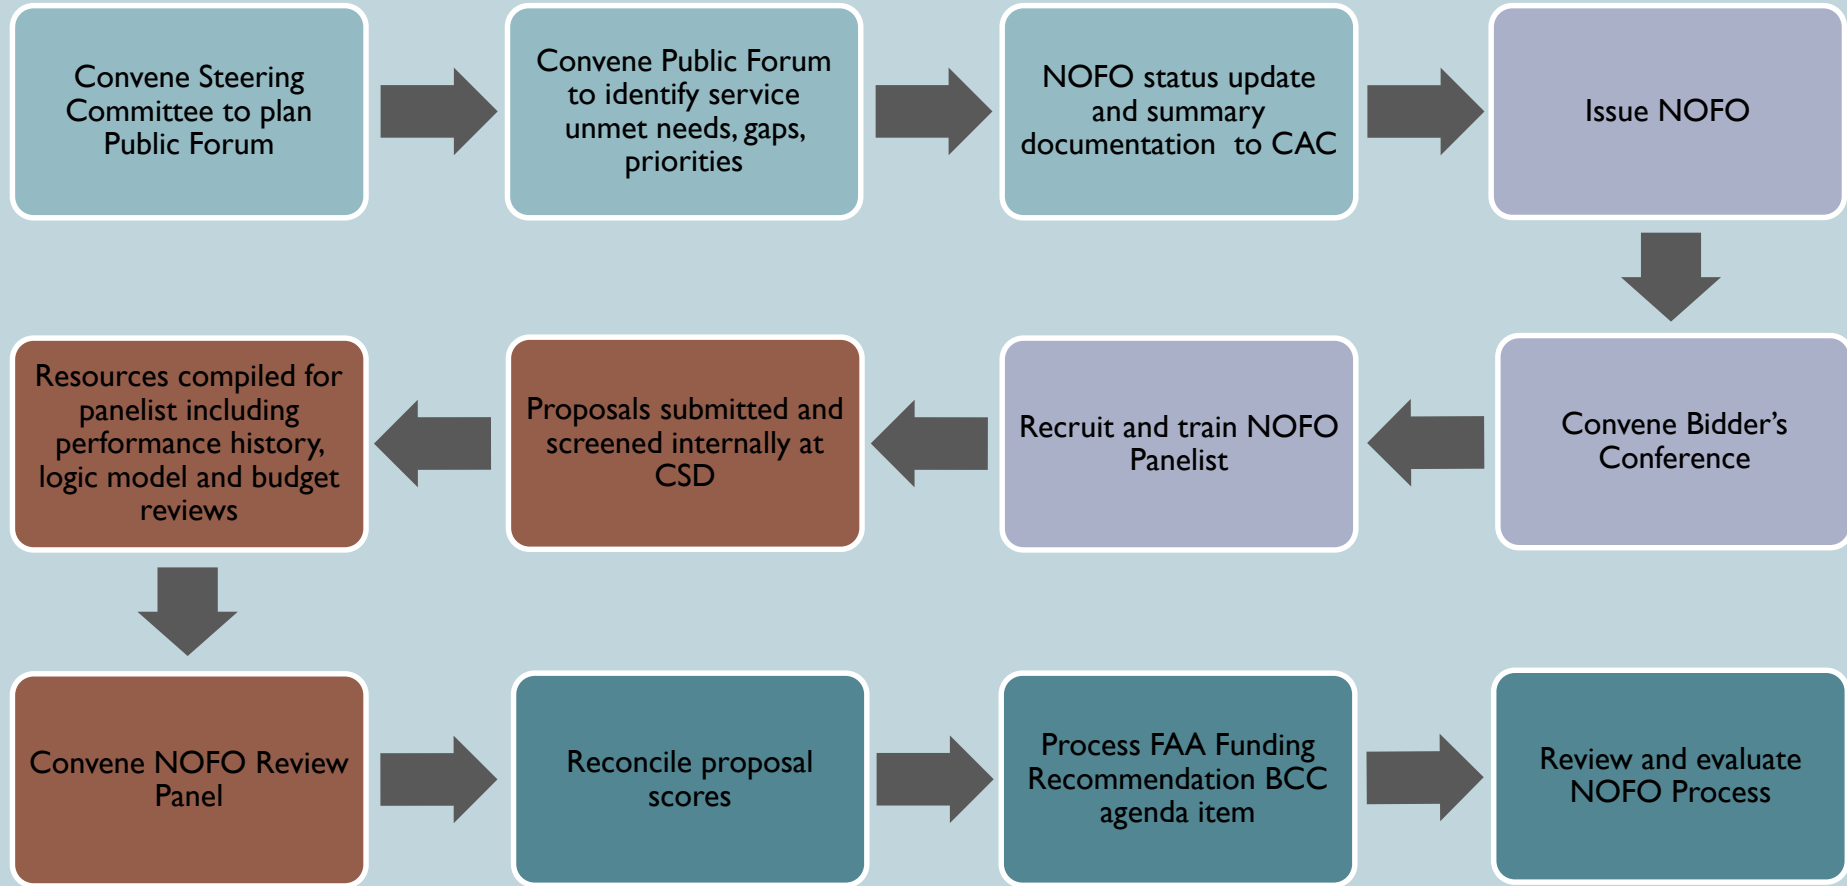 Convene Steering
Committee to plan
Public Forum
Convene Public Forum
to identify service
unmet needs, gaps,
priorities
NOFO status update
and summary
documentation  to CAC
Issue NOFO
Convene Bidder’s
Conference
Recruit and train NOFO
Panelist
Proposals submitted and
screened internally at
CSD
Resources compiled for
panelist including
performance history,
logic model and budget
reviews
Convene NOFO Review
Panel
Reconcile proposal
scores
Process FAA Funding
Recommendation BCC
agenda item
Review and evaluate
NOFO Process